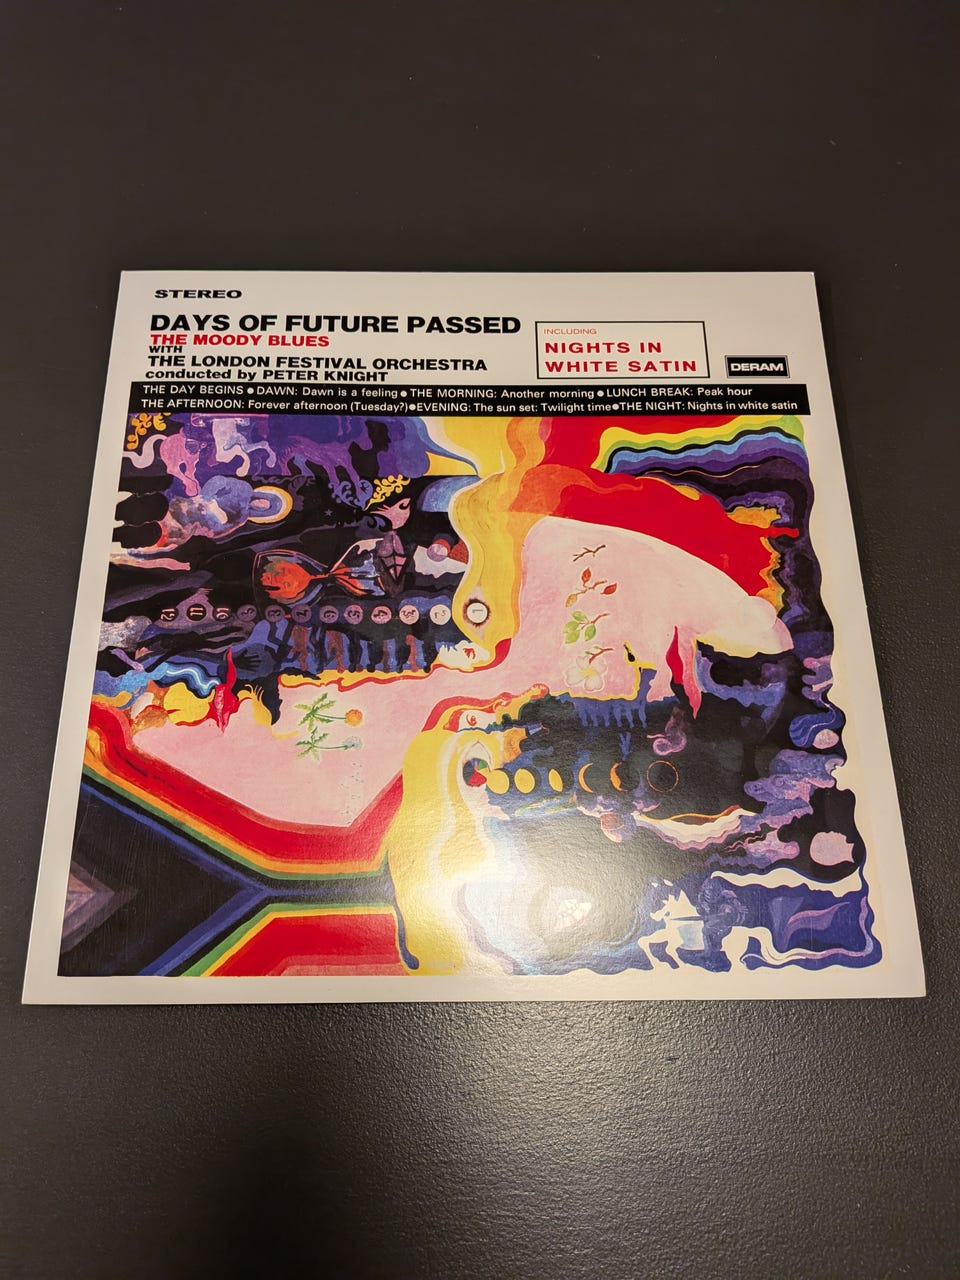 STEREO
DAYS OF FUTURE PASSED
THE MOODY BLUES
WITH
THE LONDON FESTIVAL ORCHESTRA
conducted by PETER KNIGHT
INCLUDING
NIGHTS IN
WHITE SATIN
DERAM
THE DAY BEGINS ● DAWN: Dawn is a feeling ● THE MORNING: Another morning ● LUNCH BREAK: Peak hour
THE AFTERNOON: Forever afternoon (Tuesday?)●EVENING: The sun set: Twilight time●THE NIGHT: Nights in white satin